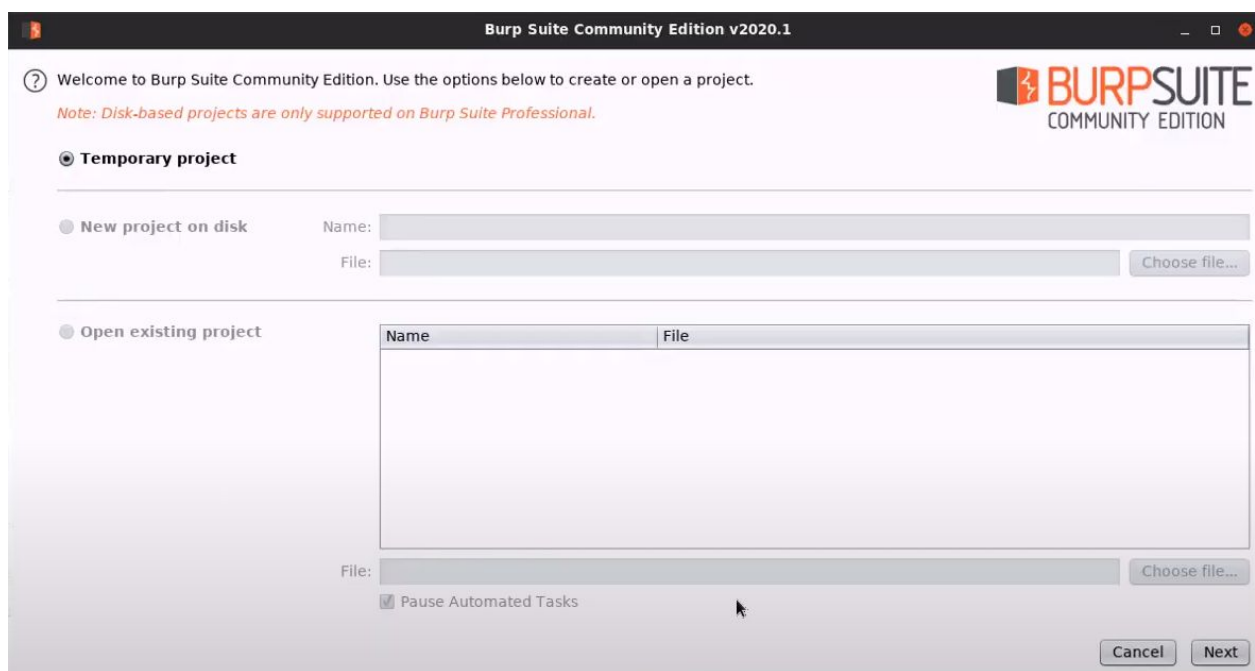 Burp Suite Community Edition v2020.1
Welcome to Burp Suite Community Edition. Use the options below to create or open a project.
Note: Disk-based projects are only supported on Burp Suite Professional.
BURPSUITE
COMMUNITY EDITION
Temporary project
New project on disk Name:
File: Choose file...
Open existing project
Name File
File: Choose file...
Pause Automated Tasks
Cancel Next